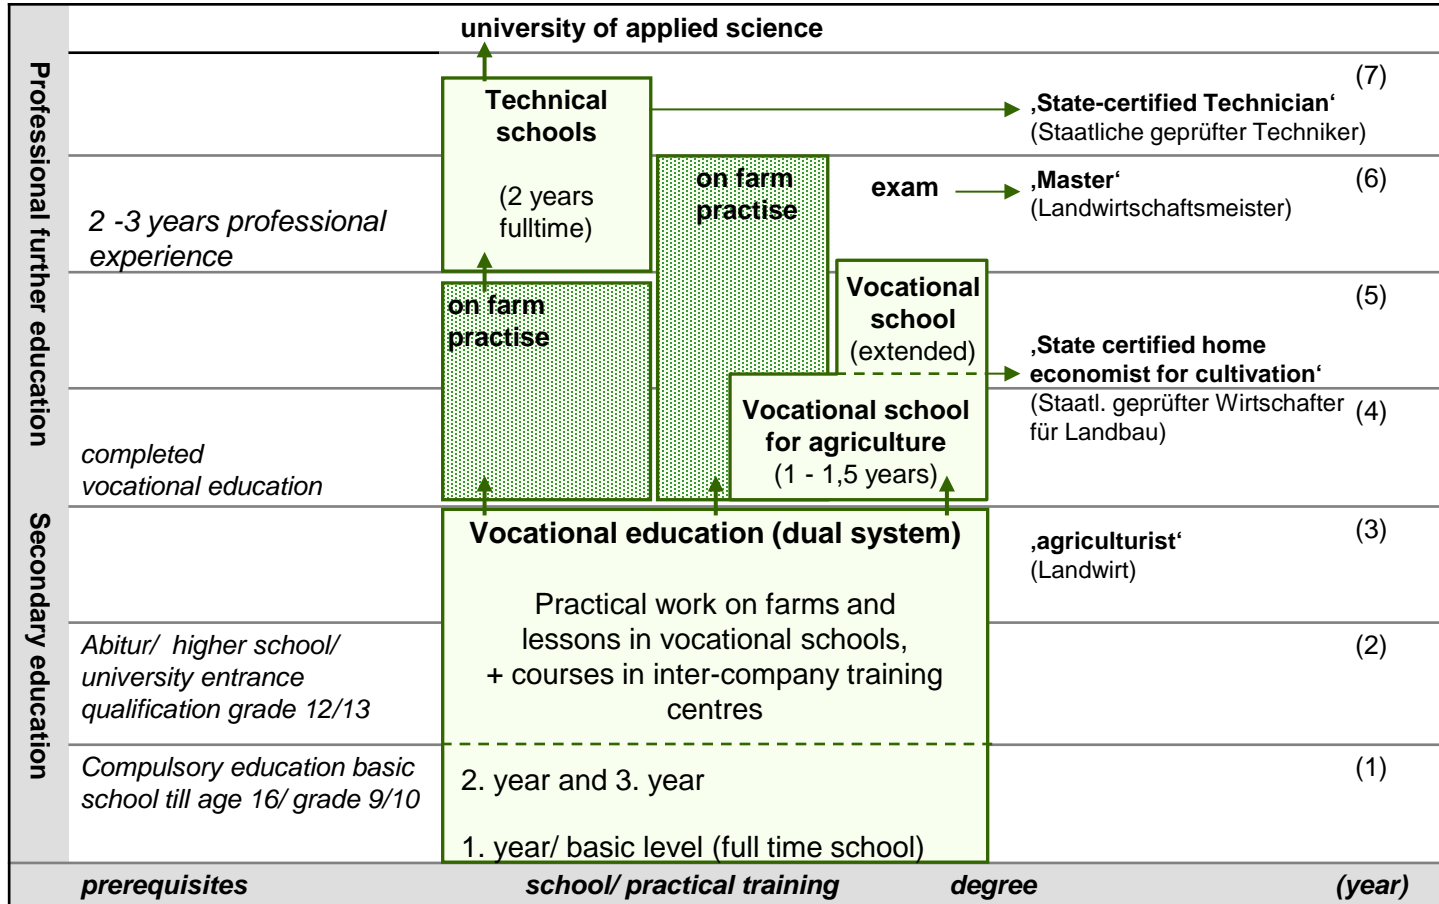 university of applied science
Professional further education
Secondary education
Technical
schools
(2 years
fulltime)
(7)
‚State-certified Technician‘
(Staatliche geprüfter Techniker)
2 -3 years professional
experience
on farm
practise
exam
‚Master‘
(Landwirtschaftsmeister)
(6)
on farm
practise
Vocational
school
(extended)
(5)
‚State certified home
economist for cultivation‘
(Staatl. geprüfter Wirtschafter
für Landbau)
(4)
completed
vocational education
Vocational school
for agriculture
(1 - 1,5 years)
Vocational education (dual system)
‚agriculturist‘
(Landwirt)
(3)
Practical work on farms and
lessons in vocational schools,
+ courses in inter-company training
centres
Abitur/ higher school/
university entrance
qualification grade 12/13
(2)
Compulsory education basic
school till age 16/ grade 9/10
2. year and 3. year
1. year/ basic level (full time school)
(1)
prerequisites
school/ practical training
degree
(year)